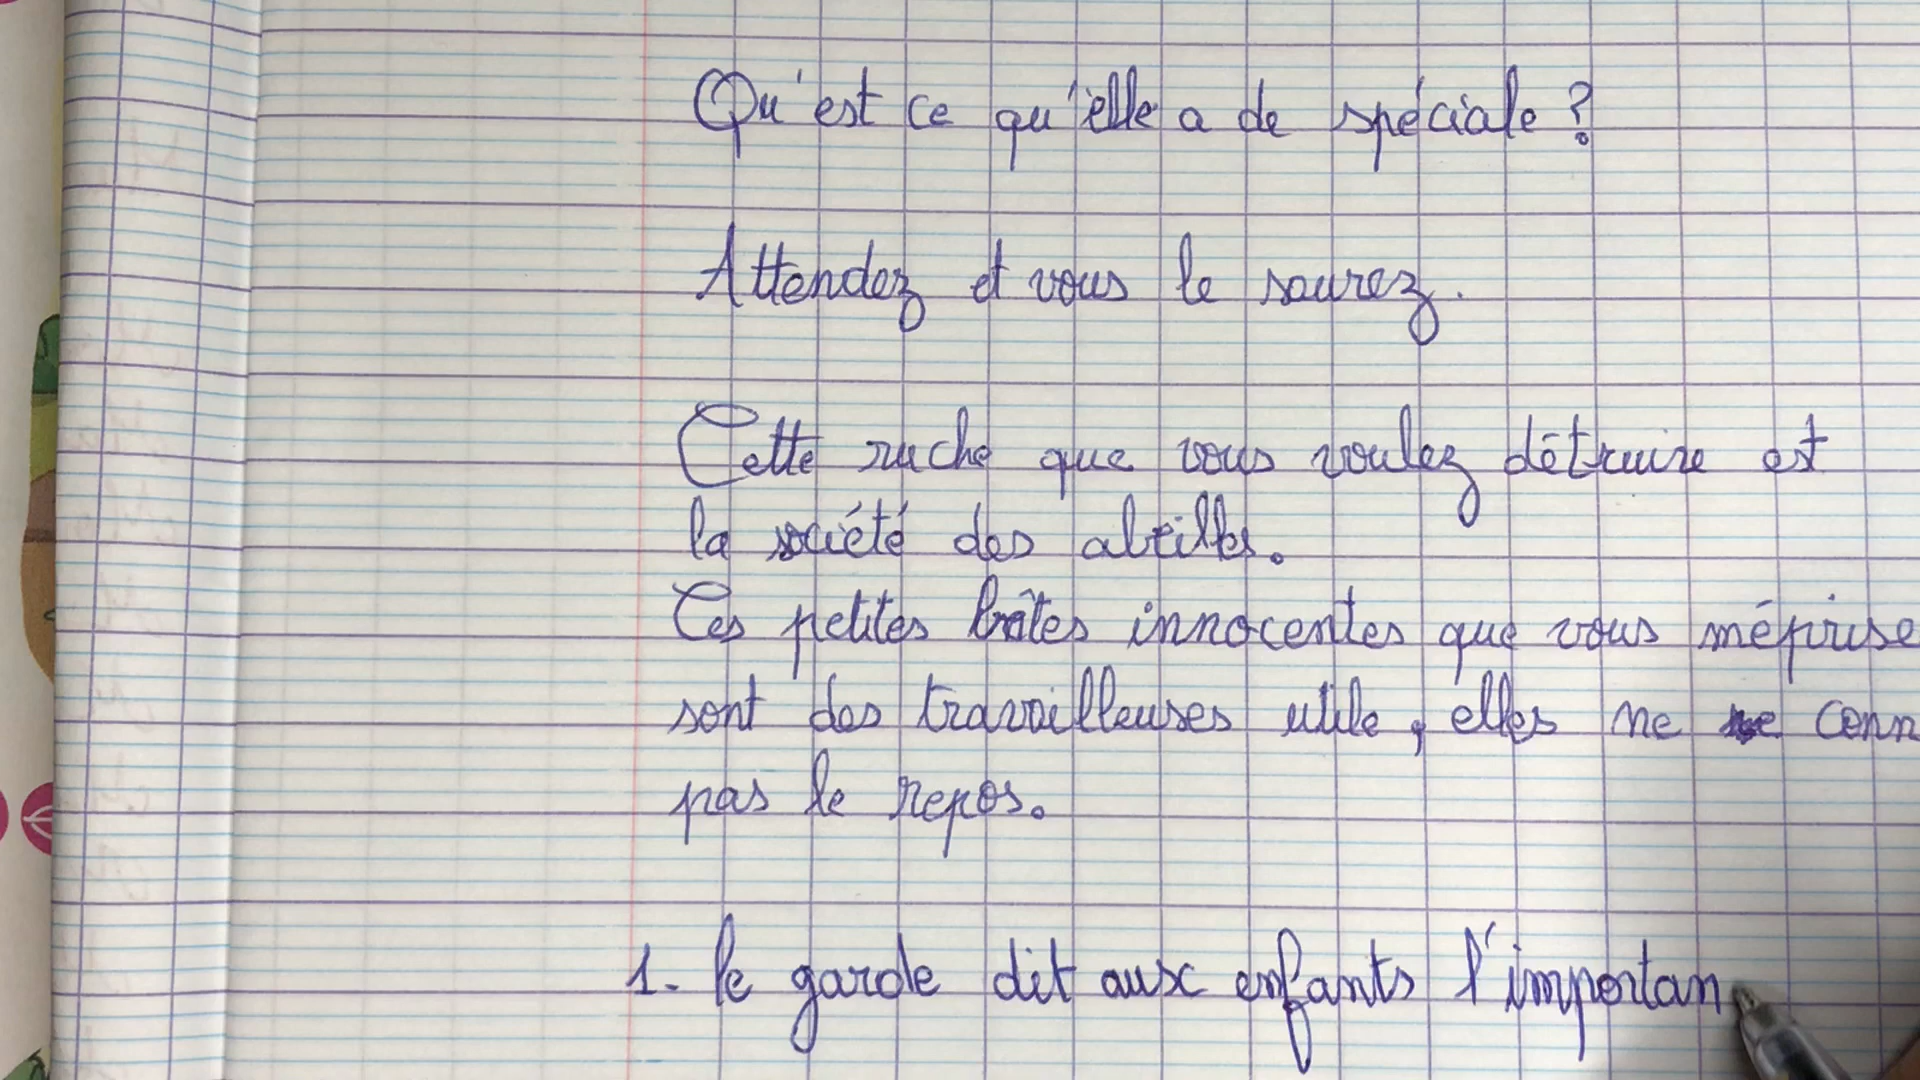 Qu'est ce qu'elle a de spéciale ?
Attendez et vous le saurez.
Cette ruche que vous voulez détruire est
la société des abeilles.
Ces petites bêtes innocentes que vous méprise
sont des travailleuses utile, elles ne conn
pas le repos.
1. le garde dit aux enfants l'importan